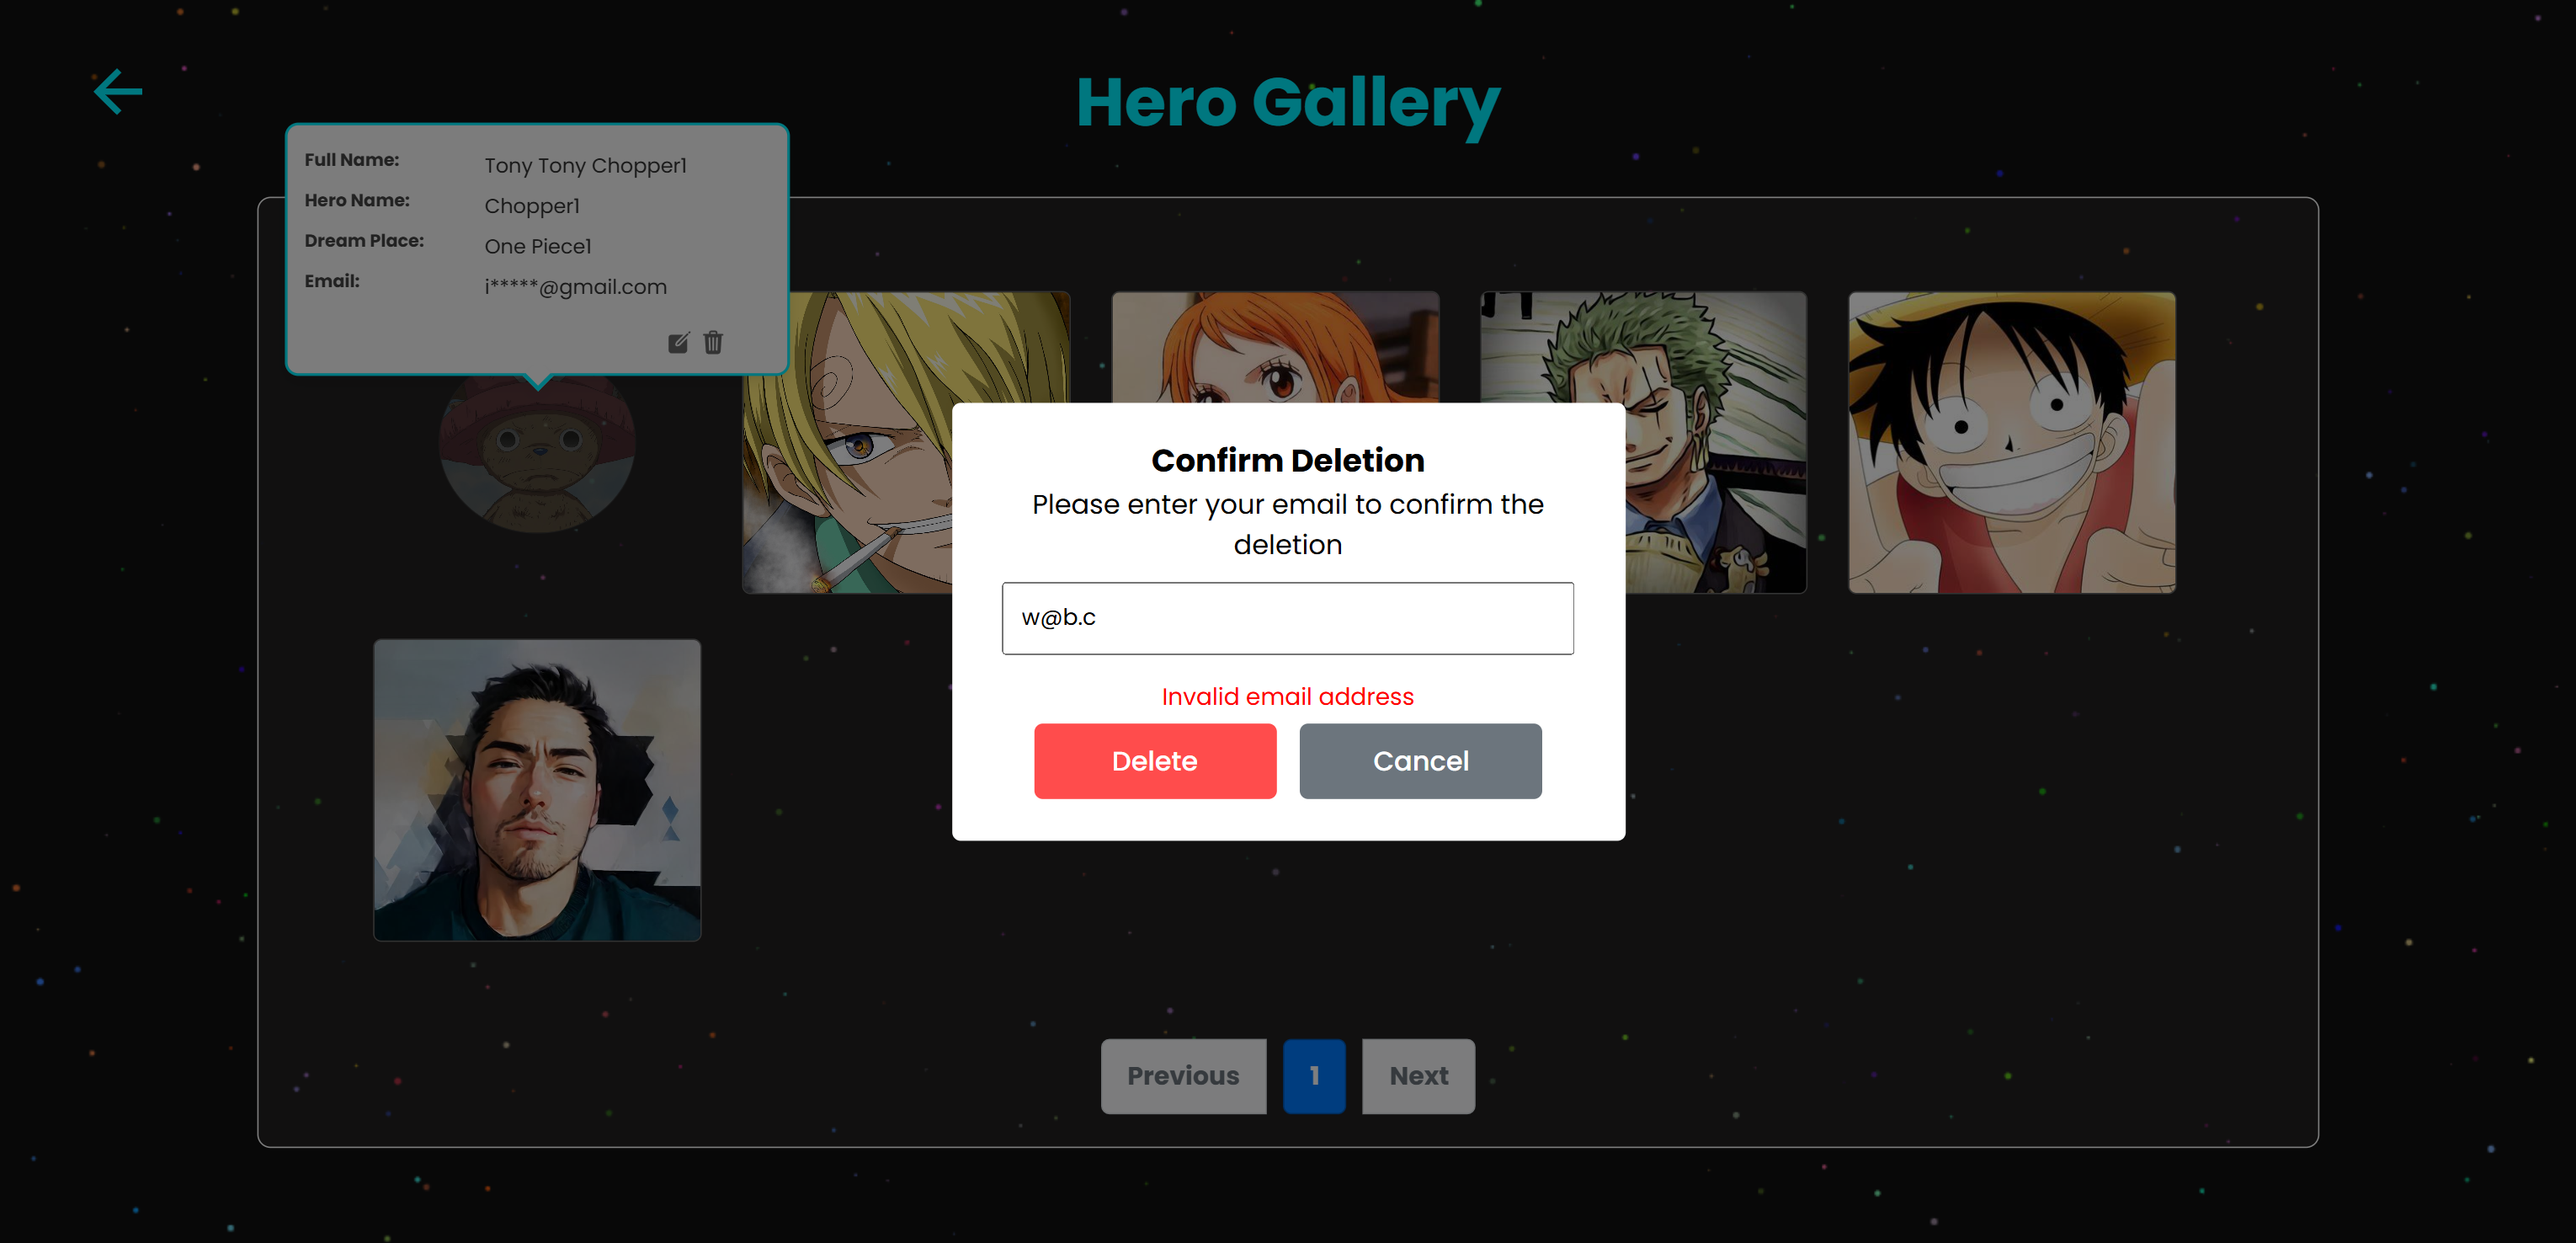 Hero Gallery
Full Name: Tony Tony Chopper1
Hero Name: Chopper1
Dream Place: One Piece1
Email: i*****@gmail.com
Confirm Deletion
Please enter your email to confirm the
deletion
w@b.c
Invalid email address
Delete Cancel
Previous 1 Next